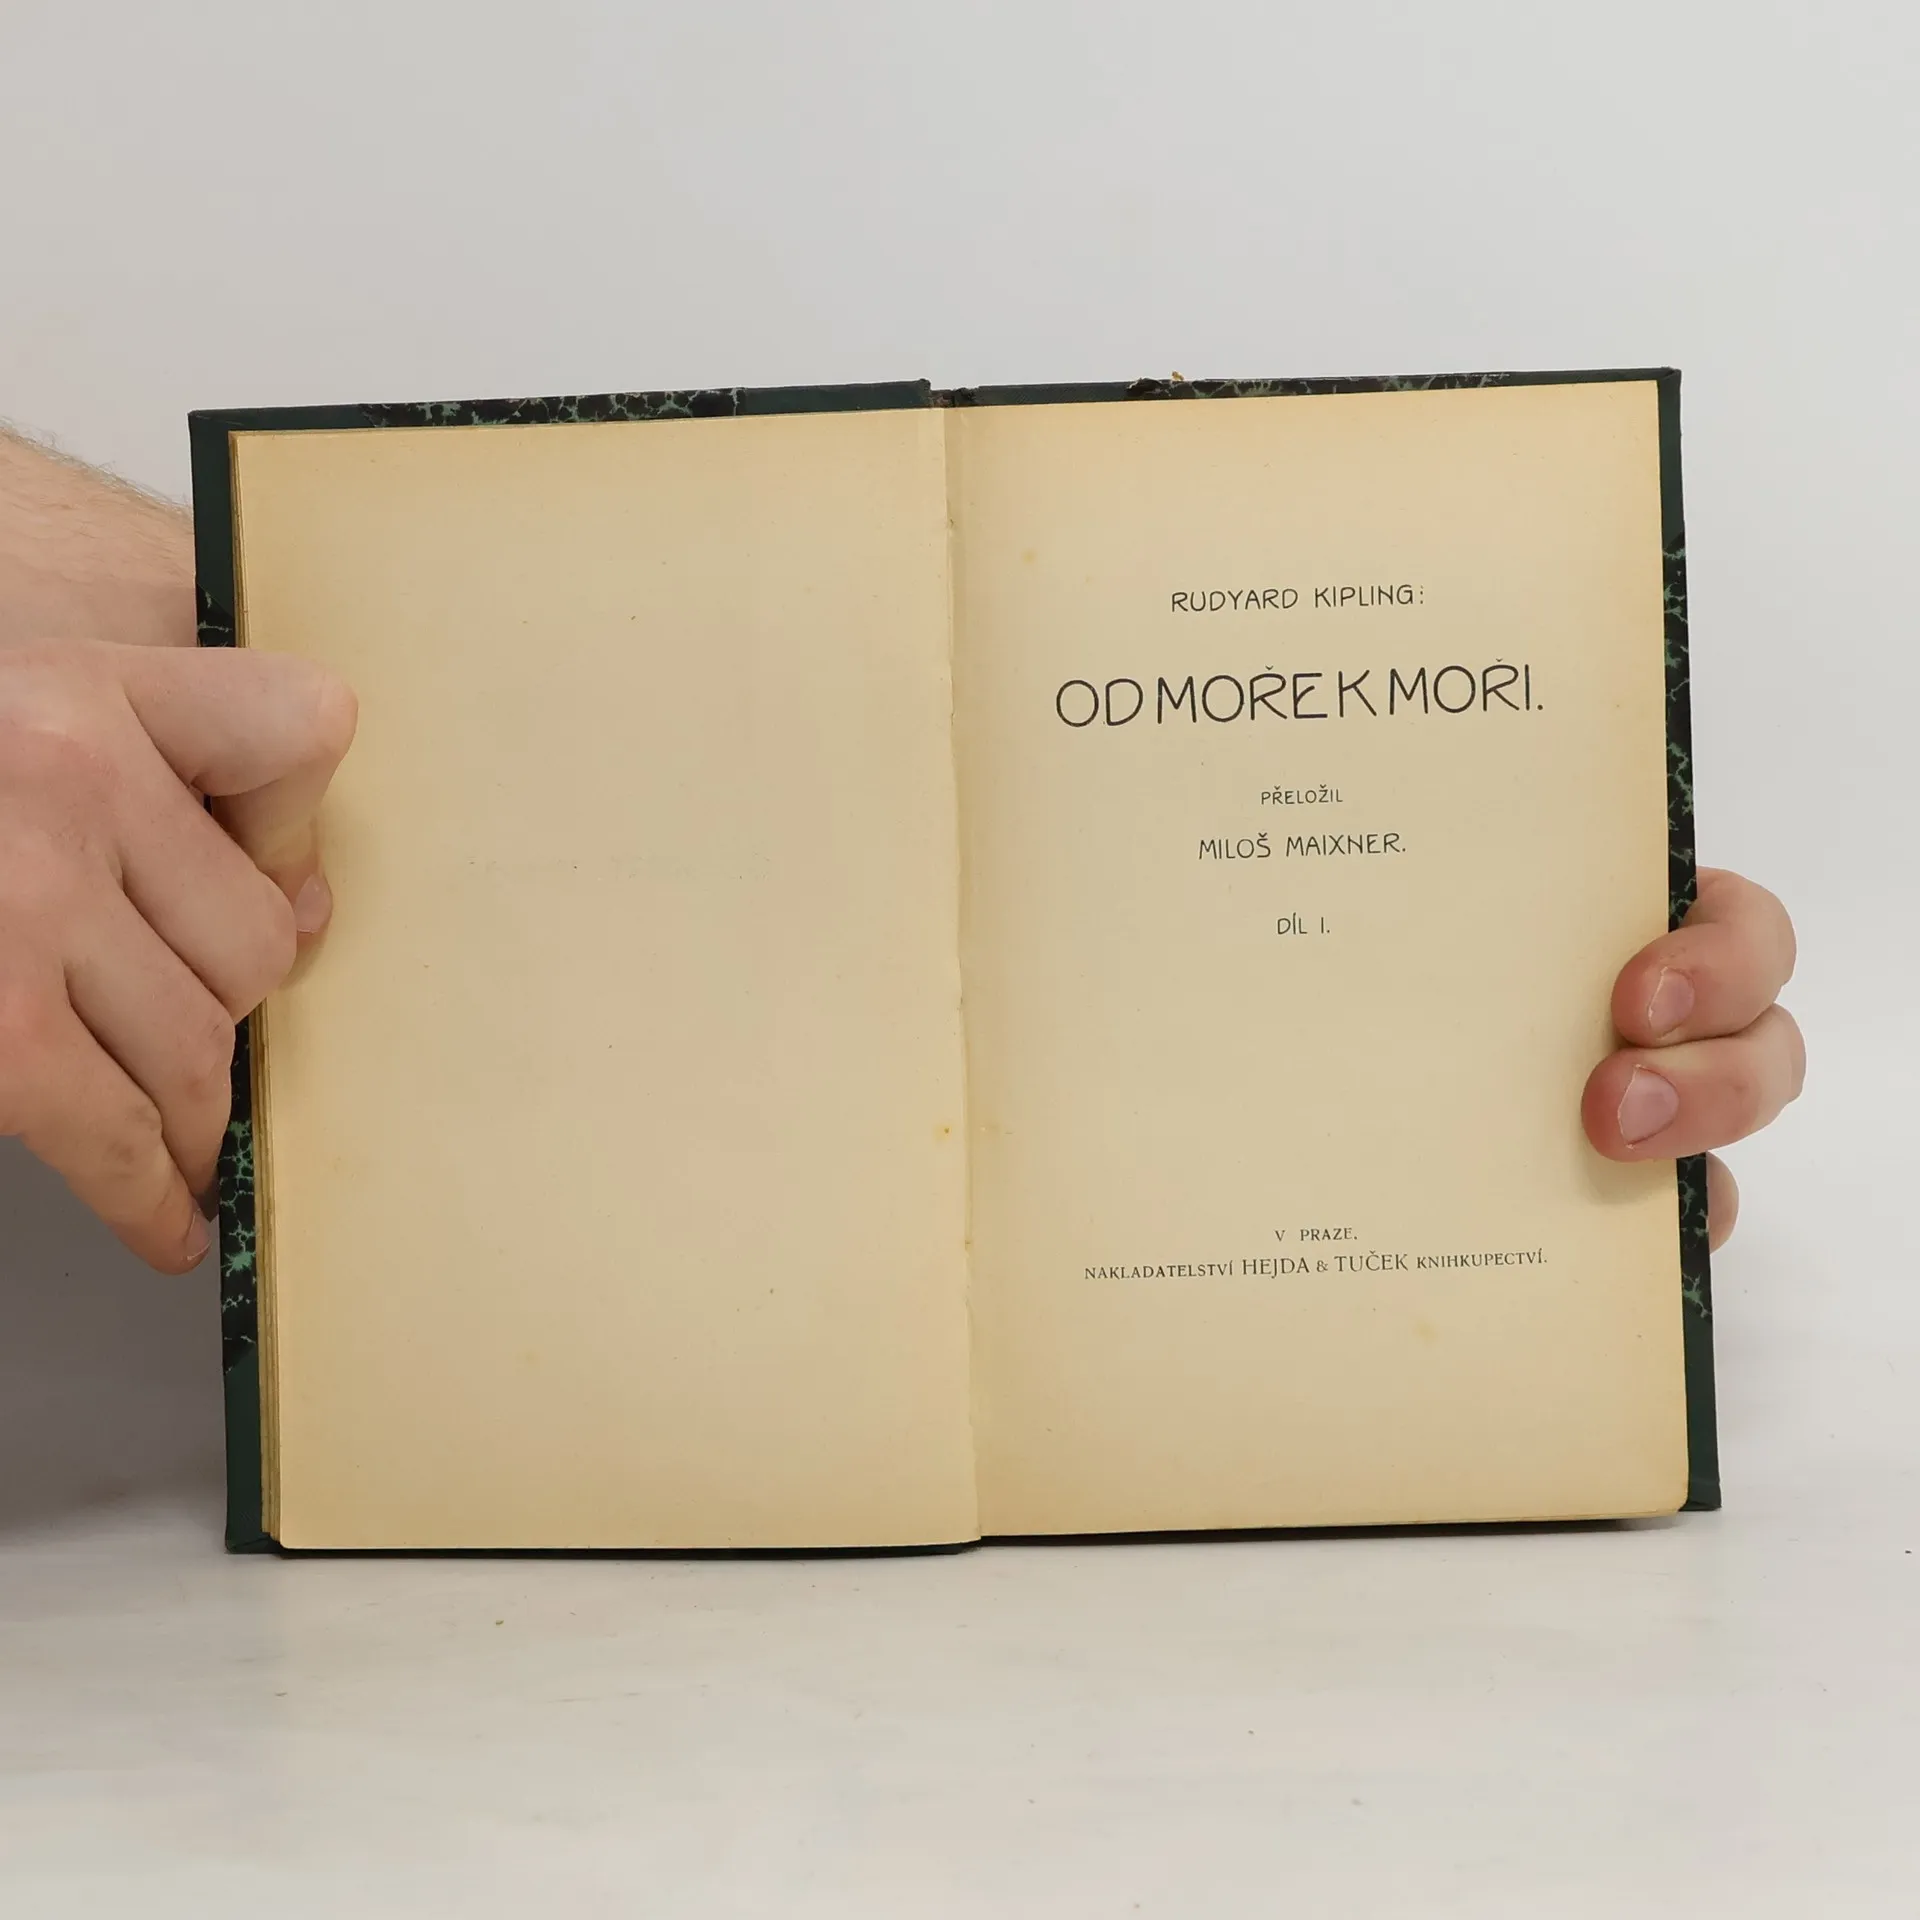 RUDYARD KIPLING:
OD MOŘE K MOŘI.
PŘELOŽIL
MILOŠ MAIXNER.
DÍL I.
V PRAZE,
NAKLADATELSTVÍ HEJDA & TUČEK KNIHKUPECTVÍ.